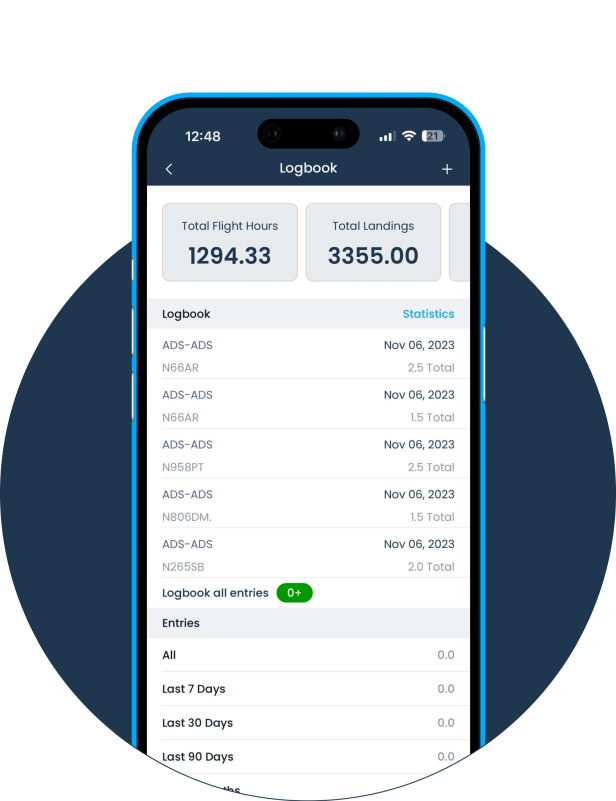 12:48 21
Logbook +
Total Flight Hours Total Landings
1294.33 3355.00
Logbook Statistics
ADS-ADS Nov 06, 2023
N66AR 2.5 Total
ADS-ADS Nov 06, 2023
N66AR 1.5 Total
ADS-ADS Nov 06, 2023
N958PT 2.5 Total
ADS-ADS Nov 06, 2023
N806DM. 1.5 Total
ADS-ADS Nov 06, 2023
N265SB 2.0 Total
Logbook all entries 0+
Entries
All 0.0
Last 7 Days 0.0
Last 30 Days 0.0
Last 90 Days 0.0